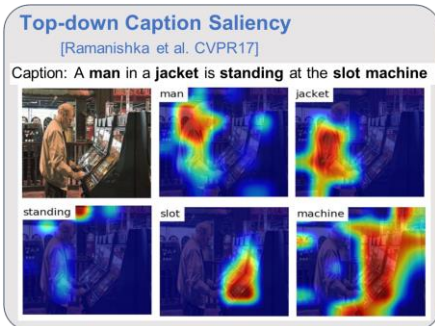 Top-down Caption Saliency
[Ramanishka et al. CVPR17]
Caption: A man in a jacket is standing at the slot machine
man
jacket
standing
slot
machine